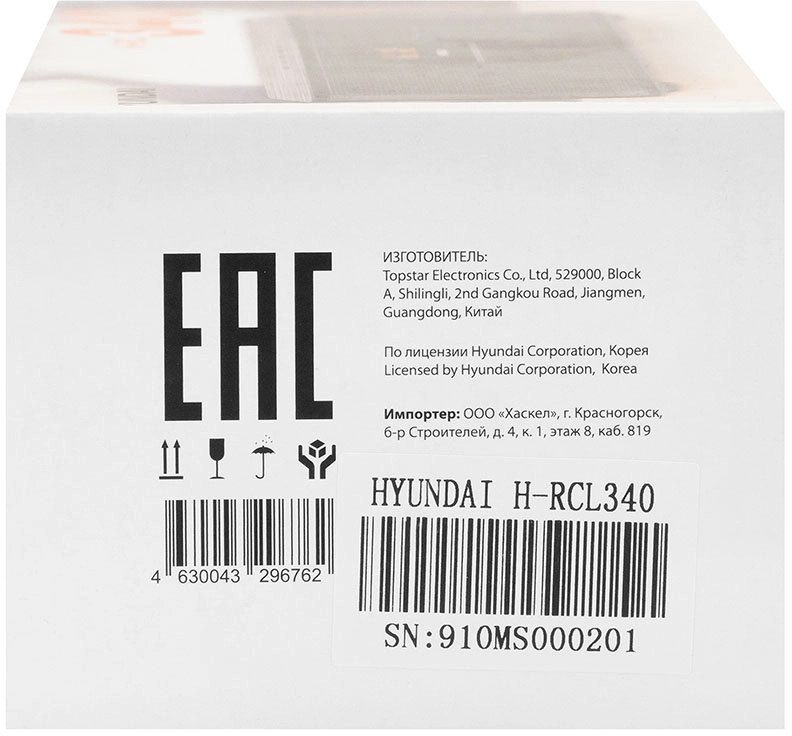 EAC
ИЗГОТОВИТЕЛЬ:
Topstar Electronics Co., Ltd, 529000, Block
A, Shilingli, 2nd Gangkou Road, Jiangmen,
Guangdong, Китай
По лицензии Hyundai Corporation, Корея
Licensed by Hyundai Corporation, Korea
Импортер: ООО «Хаскел», г. Красногорск,
б-р Строителей, д. 4, к. 1, этаж 8, каб. 819
4 630043 296762
HYUNDAI H-RCL340
SN:910MS000201